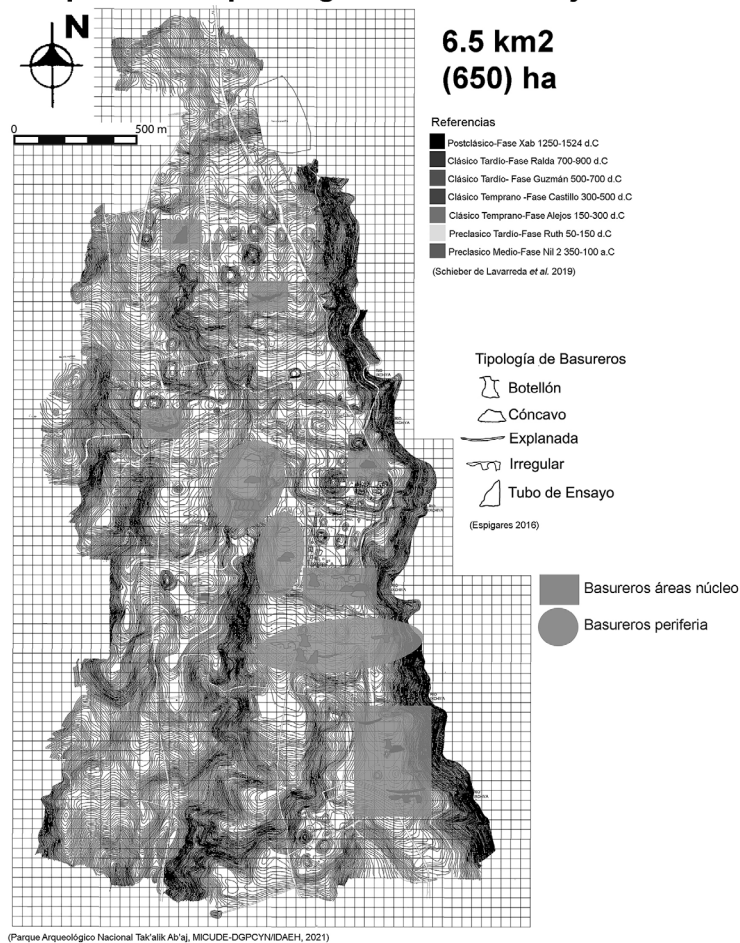 N
0 500 m
6.5 km2
(650) ha
Referencias
Postclásico-Fase Xab 1250-1524 d.C
Clásico Tardío-Fase Ralda 700-900 d.C
Clásico Tardío- Fase Guzmán 500-700 d.C
Clásico Temprano -Fase Castillo 300-500 d.C
Clásico Temprano-Fase Alejos 150-300 d.C
Preclasico Tardío-Fase Ruth 50-150 d.C
Preclasico Medio-Fase Nil 2 350-100 a.C
(Schieber de Lavarreda et al. 2019)
Tipología de Basureros
Botellón
Cóncavo
Explanada
Irregular
Tubo de Ensayo
(Espigares 2016)
Basureros áreas núcleo
Basureros periferia
(Parque Arqueológico Nacional Tak'alik Ab'aj, MICUDE-DGPCYN/IDAEH, 2021)